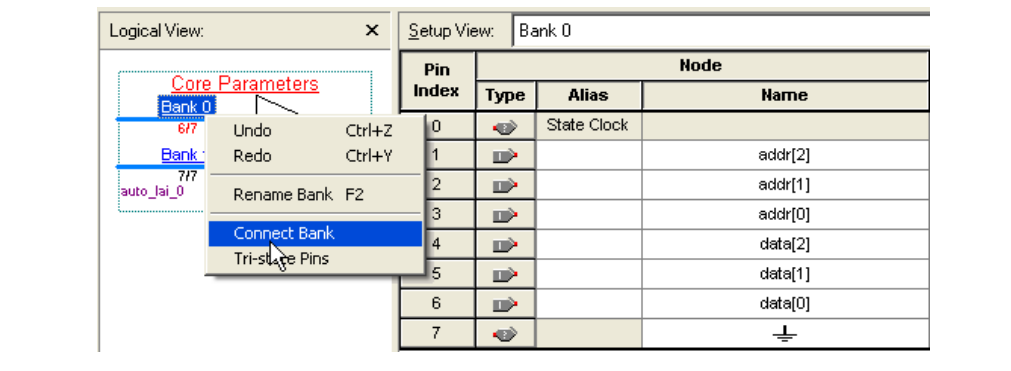 Logical View: ×
Setup View: Bank 0
Core Parameters
Bank 0
6/7
Bank
7/7
auto_lai_0
Undo Ctrl+Z
Redo Ctrl+Y
Rename Bank F2
Connect Bank
Tri-state Pins
Pin Index Node
Type Alias Name
0 State Clock
1 addr[2]
2 addr[1]
3 addr[0]
4 data[2]
5 data[1]
6 data[0]
7